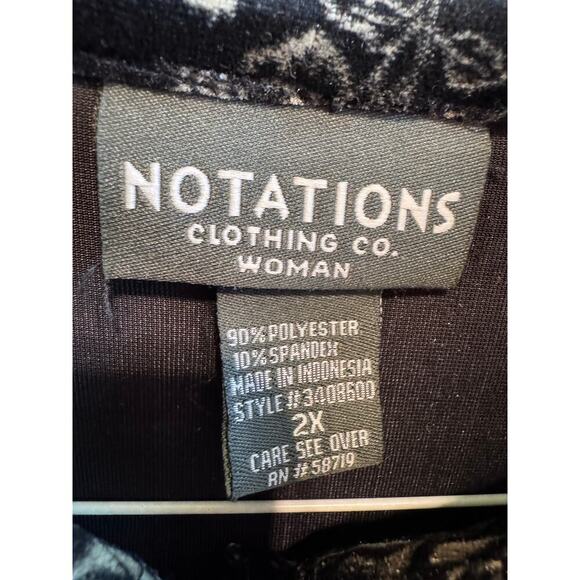 NOTATIONS
CLOTHING CO.
WOMAN
90% POLYESTER
10% SPANDEX
MADE IN INDONESIA
STYLE # 3408600
2X
CARE SEE OVER
RN # 58719